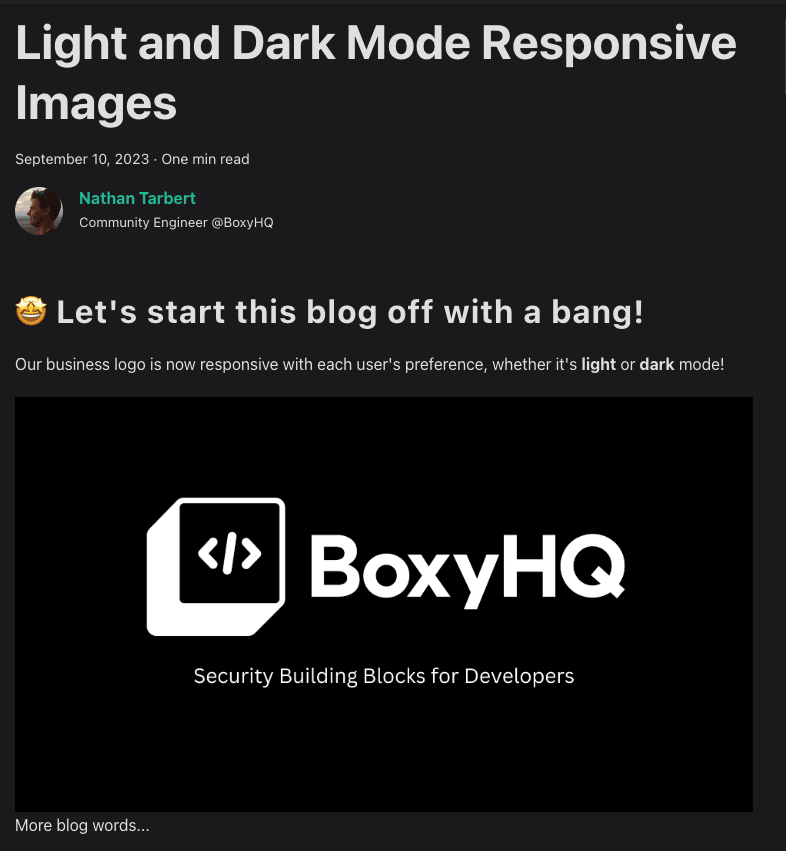 Light and Dark Mode Responsive
Images
September 10, 2023 · One min read
Nathan Tarbert
Community Engineer @BoxyHQ
🤩 Let's start this blog off with a bang!
Our business logo is now responsive with each user's preference, whether it's light or dark mode!
</>
BoxyHQ
Security Building Blocks for Developers
More blog words...